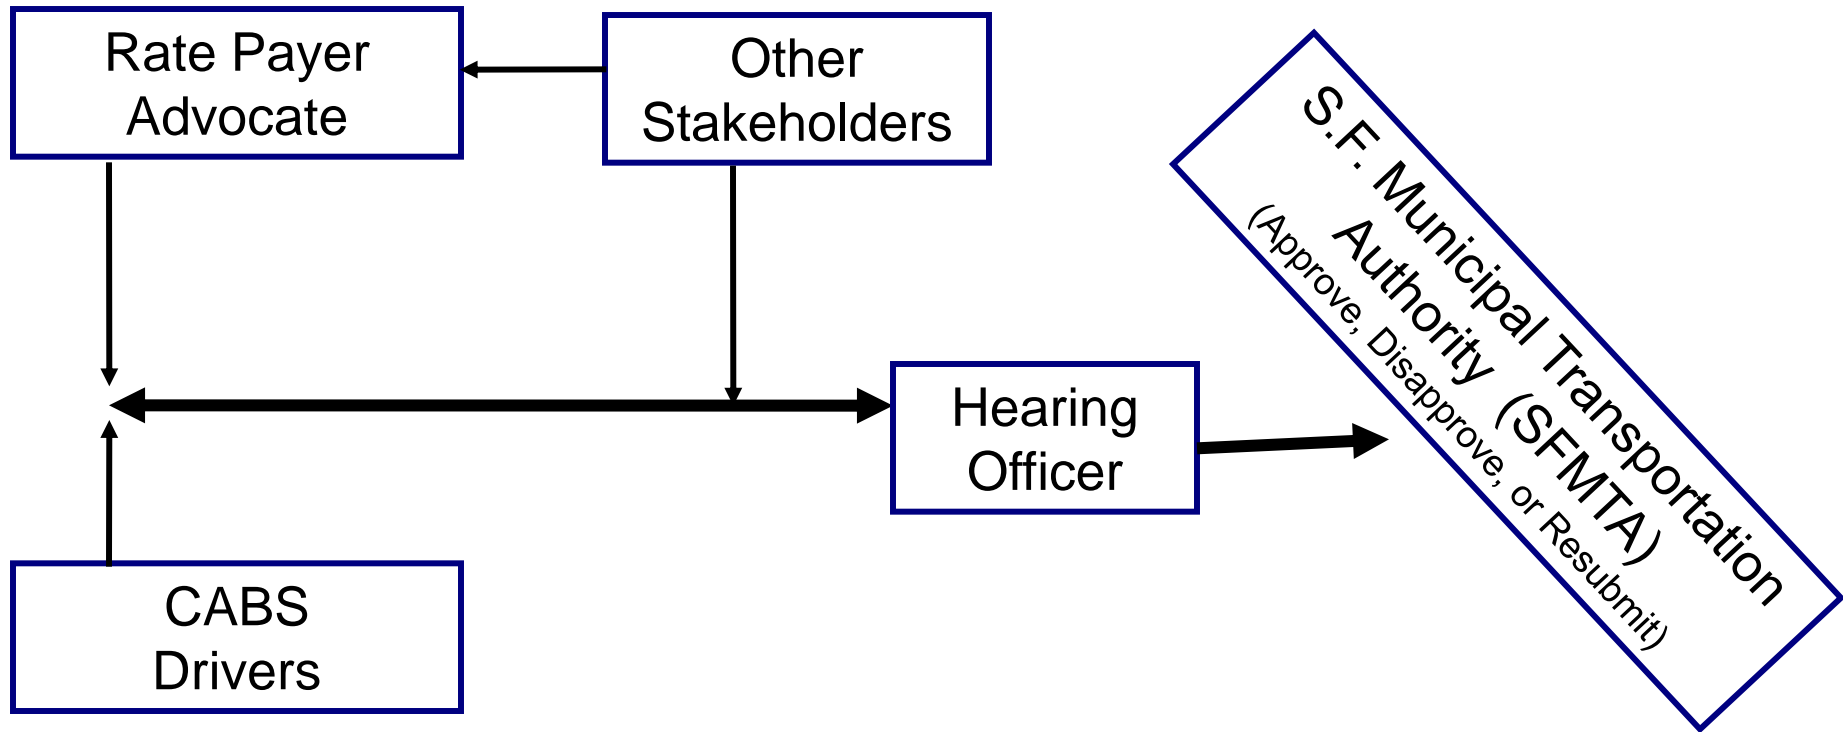 Rate Payer
Advocate
Other
Stakeholders
S.F. Municipal Transportation
Authority (SFMTA)
(Approve, Disapprove, or Resubmit)
Hearing
Officer
CABS
Drivers